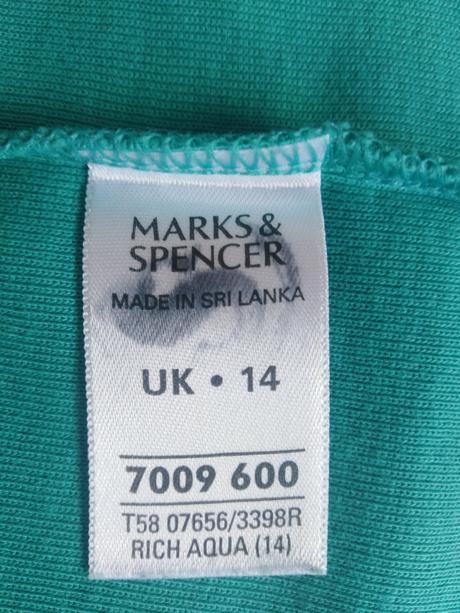 MARKS &
SPENCER
MADE IN SRI LANKA
UK • 14
7009 600
T58 07656/3398R
RICH AQUA (14)